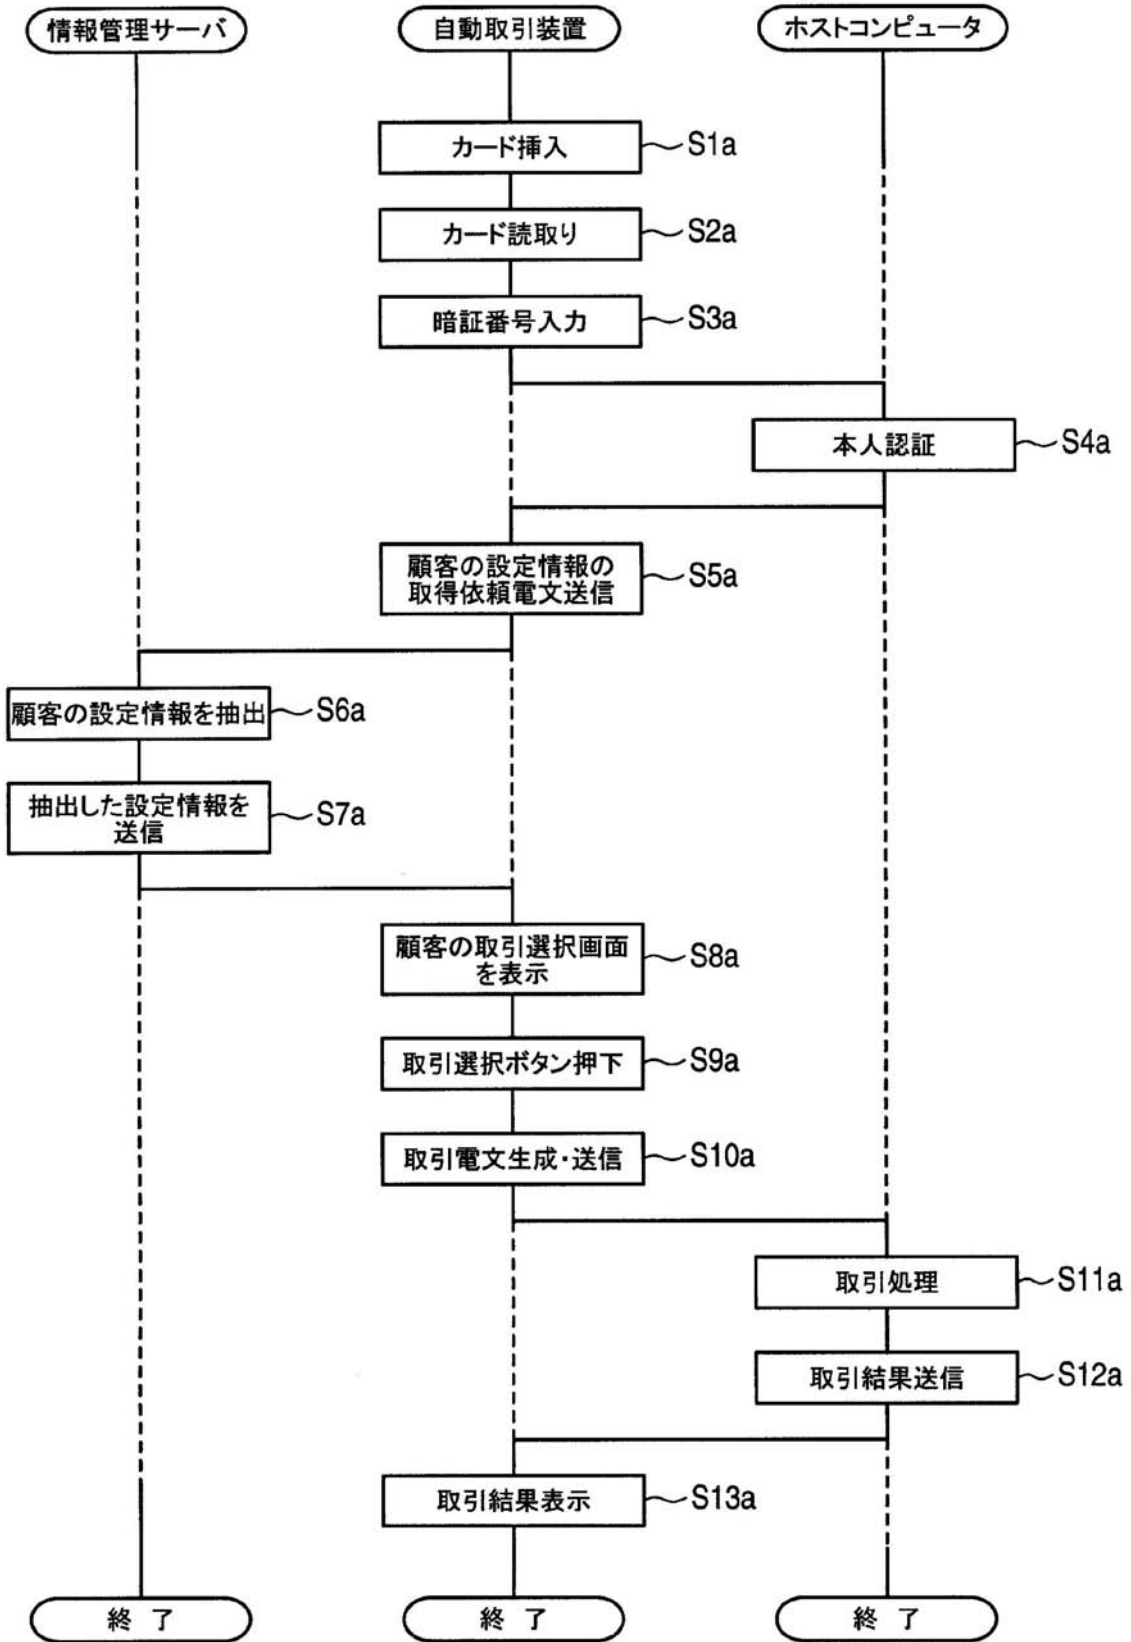 情報管理サーバ
自動取引装置
ホストコンピュータ
カード挿入
S1a
カード読取り
S2a
暗証番号入力
S3a
本人認証
S4a
顧客の設定情報の
取得依頼電文送信
S5a
顧客の設定情報を抽出
S6a
抽出した設定情報を
送信
S7a
顧客の取引選択画面
を表示
S8a
取引選択ボタン押下
S9a
取引電文生成・送信
S10a
取引処理
S11a
取引結果送信
S12a
取引結果表示
S13a
終了
終了
終了